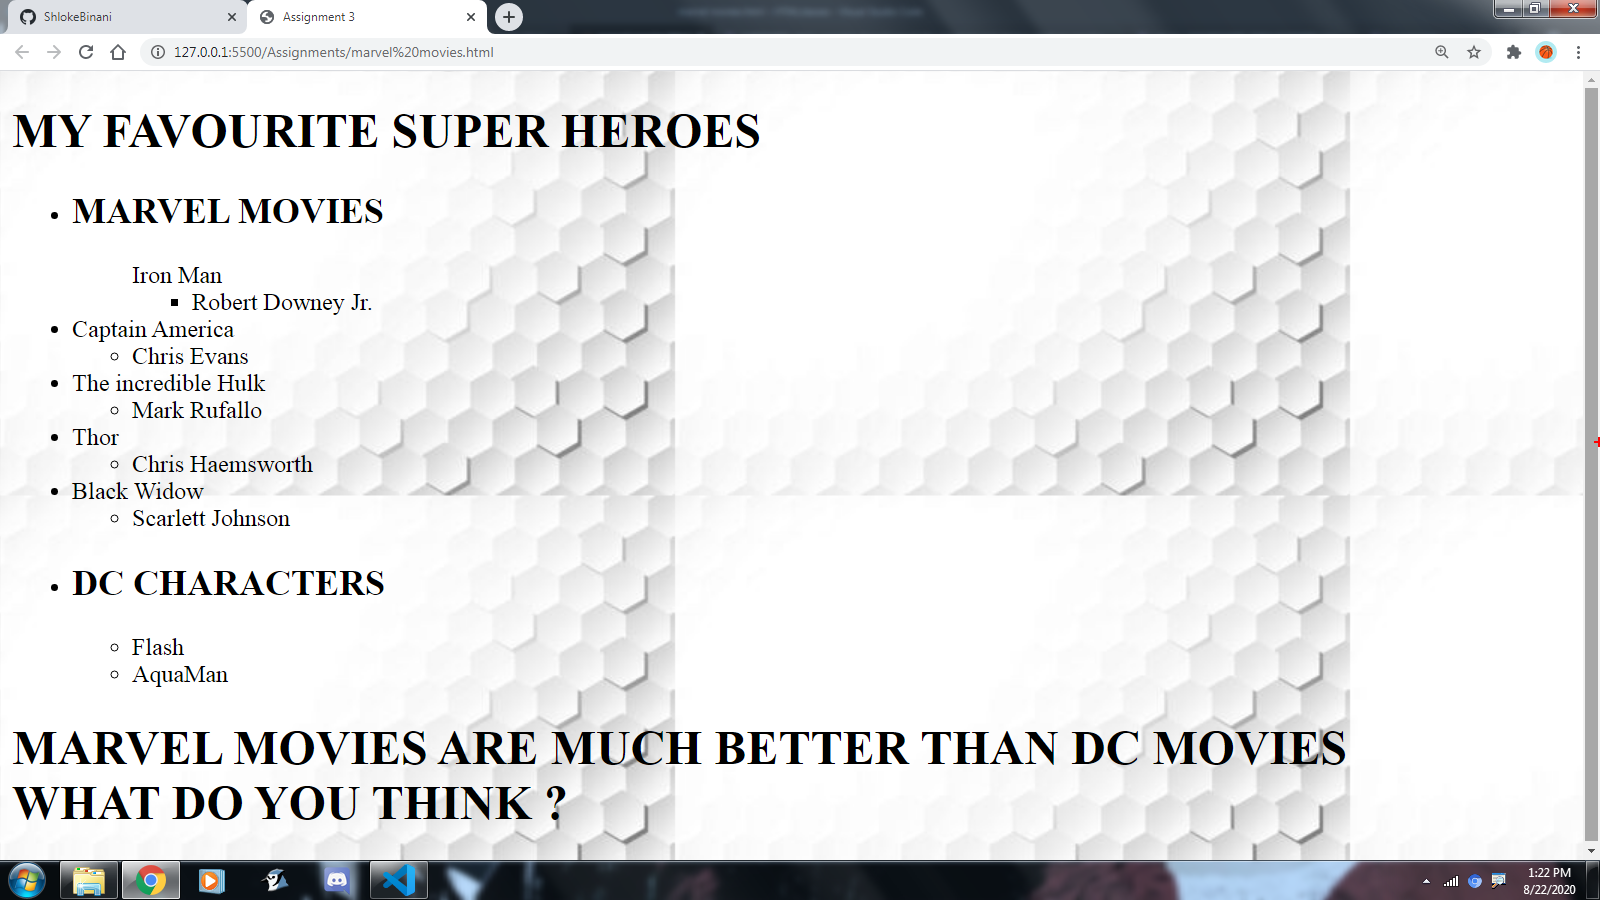 ShlokeBinani
Assignment 3
127.0.0.1:5500/Assignments/marvel%20movies.html
MY FAVOURITE SUPER HEROES
MARVEL MOVIES
Iron Man
Robert Downey Jr.
Captain America
Chris Evans
The incredible Hulk
Mark Rufallo
Thor
Chris Haemsworth
Black Widow
Scarlett Johnson
DC CHARACTERS
Flash
AquaMan
MARVEL MOVIES ARE MUCH BETTER THAN DC MOVIES
WHAT DO YOU THINK ?
1:22 PM
8/22/2020